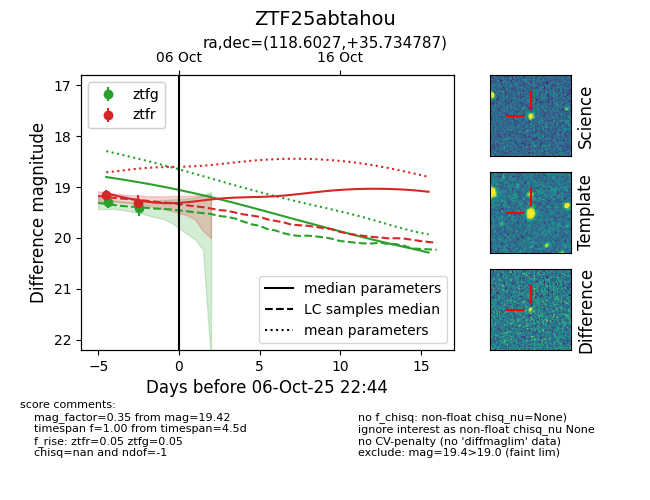 ZTF25abtahou
ra,dec=(118.6027,+35.734787)
06 Oct
16 Oct
17
18
19
20
21
22
Difference magnitude
ztfg
ztfr
median parameters
LC samples median
mean parameters
−5
0
5
10
15
Days before 06-Oct-25 22:44
Science
Template
Difference
score comments:
mag_factor=0.35 from mag=19.42
timespan f=1.00 from timespan=4.5d
f_rise: ztfr=0.05 ztfg=0.05
chisq=nan and ndof=-1
no f_chisq: non-float chisq_nu=None)
ignore interest as non-float chisq_nu None
no CV-penalty (no 'diffmaglim' data)
exclude: mag=19.4>19.0 (faint lim)